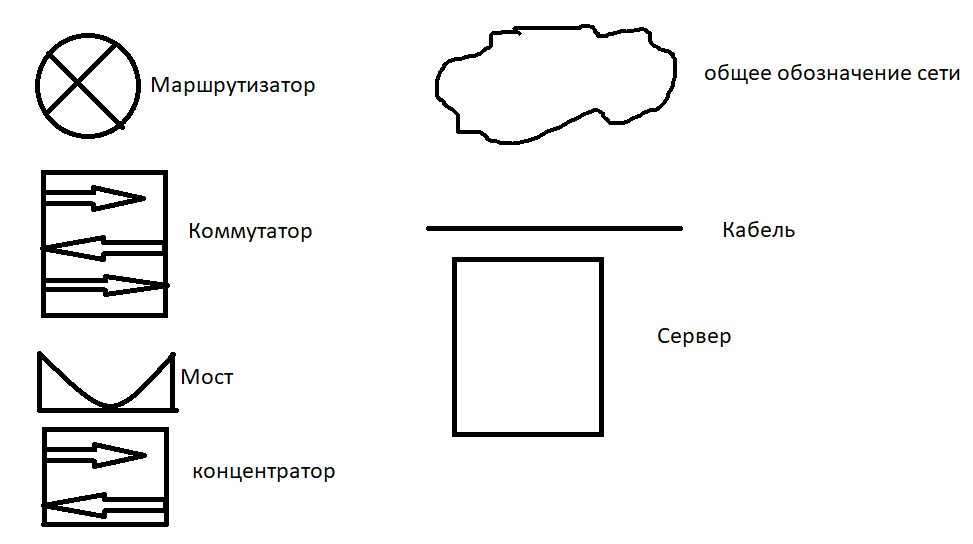 Маршрутизатор
общее обозначение сети
Коммутатор
Кабель
Сервер
Мост
концентратор